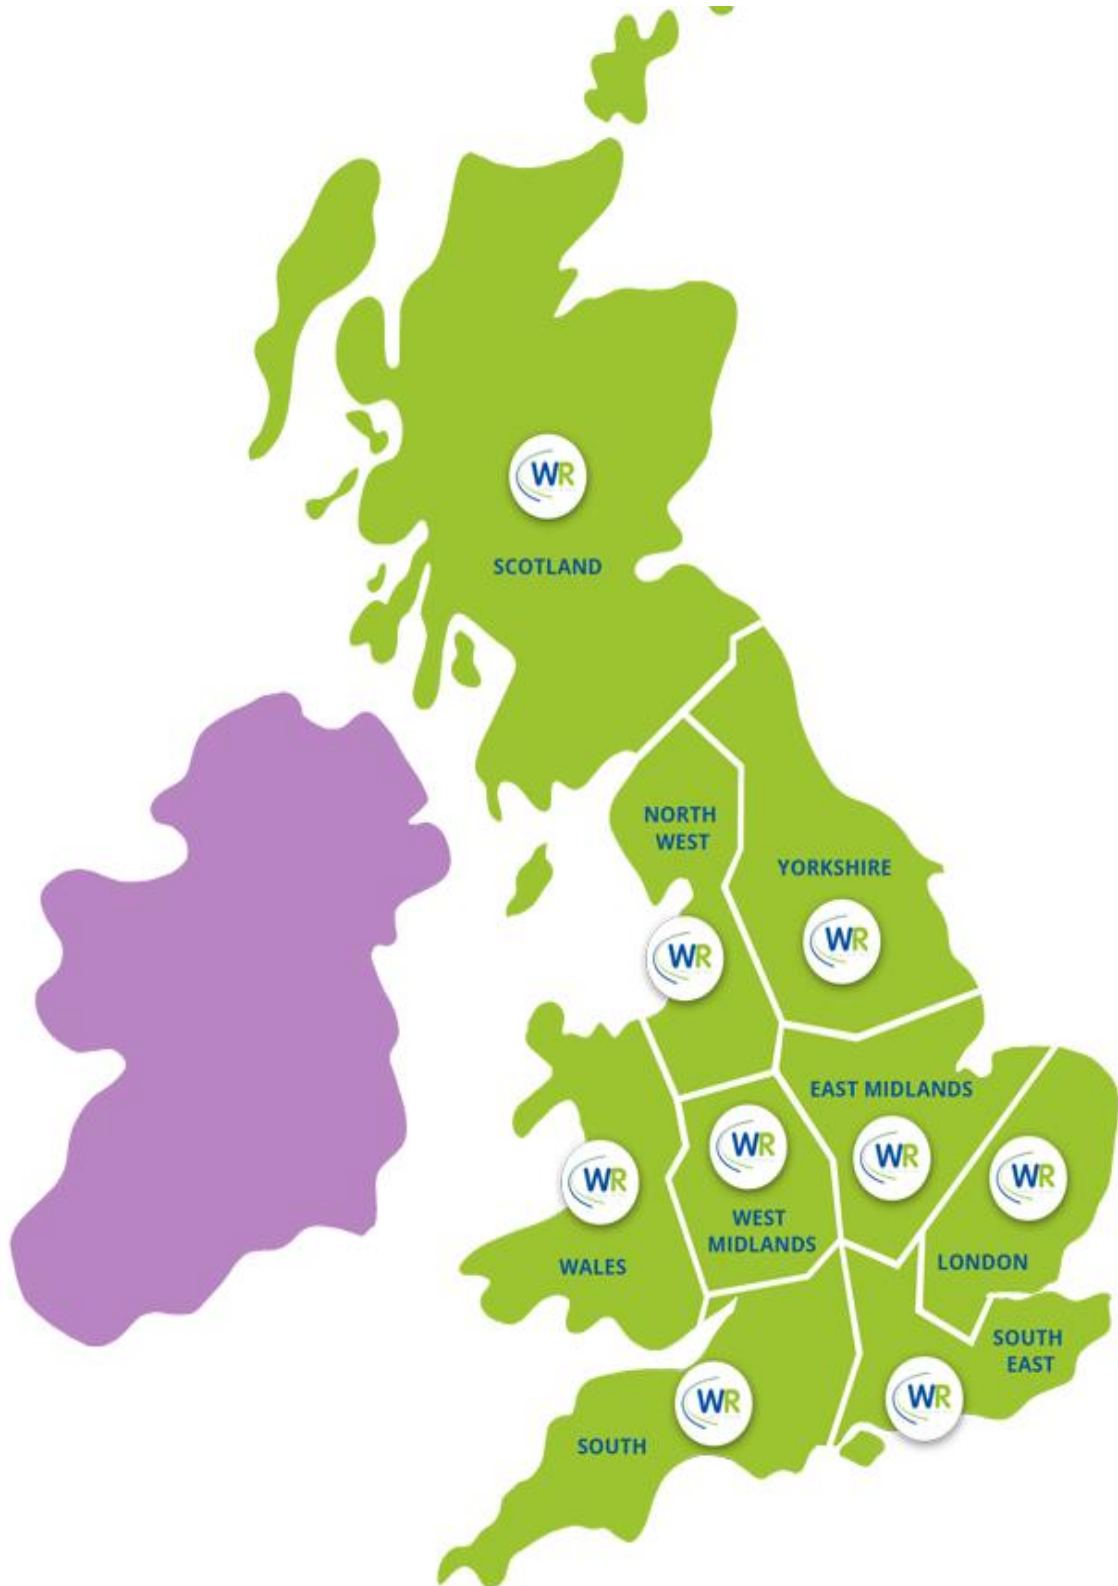 WR
SCOTLAND
NORTH
WEST
YORKSHIRE
WR
WR
EAST MIDLANDS
WR
WR
WR
WR
WEST
MIDLANDS
WALES
LONDON
SOUTH
EAST
WR
WR
SOUTH